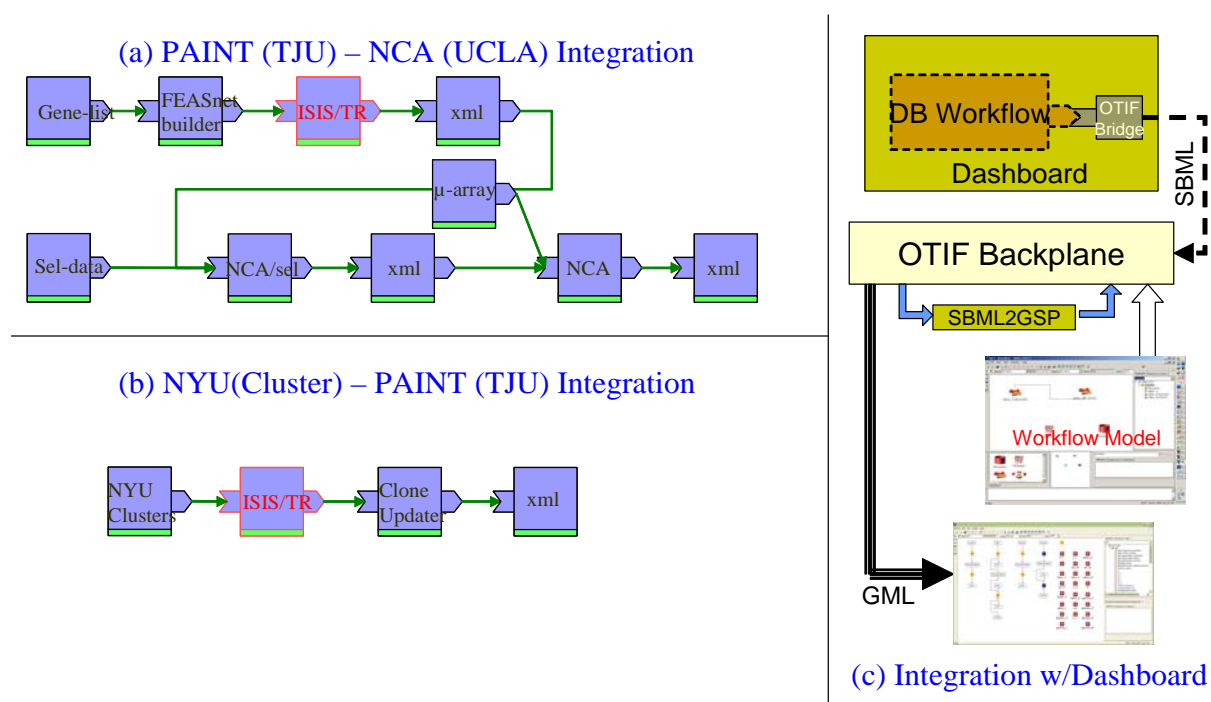 (a) PAINT (TJU) – NCA (UCLA) Integration
Gene-list
FEASnet
builder
ISIS/TR
xml
µ-array
Sel-data
NCA/sel
xml
NCA
xml
(b) NYU(Cluster) – PAINT (TJU) Integration
NYU
Clusters
ISIS/TR
Clone
Updater
xml
DB Workflow
OTIF
Bridge
Dashboard
SBML
OTIF Backplane
SBML2GSP
Workflow Model
GML
(c) Integration w/Dashboard